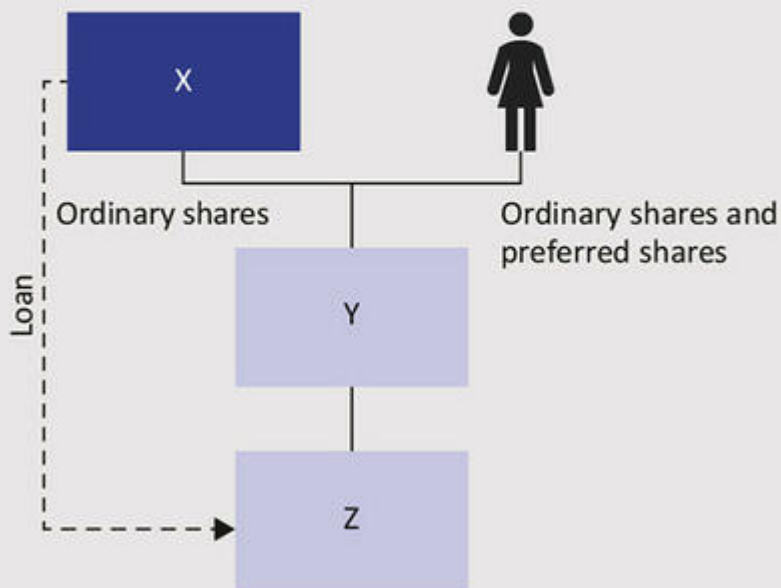 X
Ordinary shares
Ordinary shares and
preferred shares
Loan
Y
Z